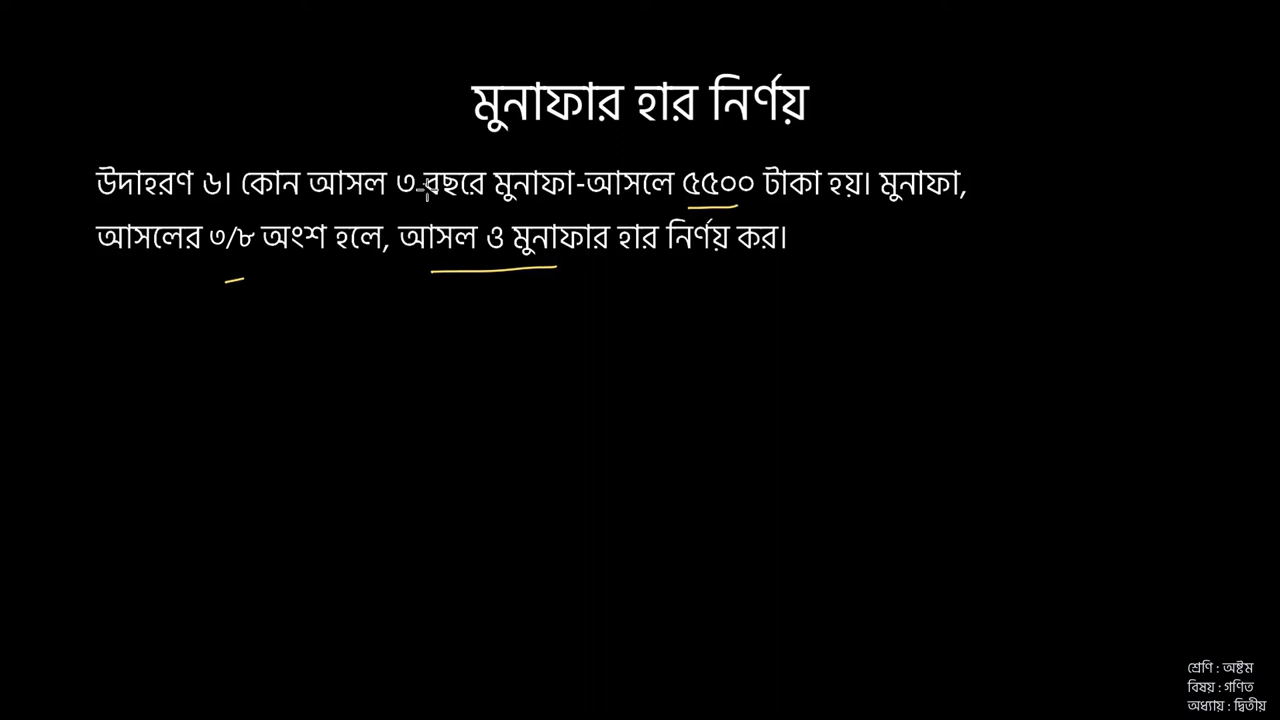 মুনাফার হার নির্ণয়
উদাহরণ ৬। কোন আসল ৩ বছরে মুনাফা-আসলে ৫৫০০ টাকা হয়। মুনাফা,
আসলের ৩/৮ অংশ হলে, আসল ও মুনাফার হার নির্ণয় কর।
শ্রেণি : অষ্টম
বিষয় : গণিত
অধ্যায় : দ্বিতীয়